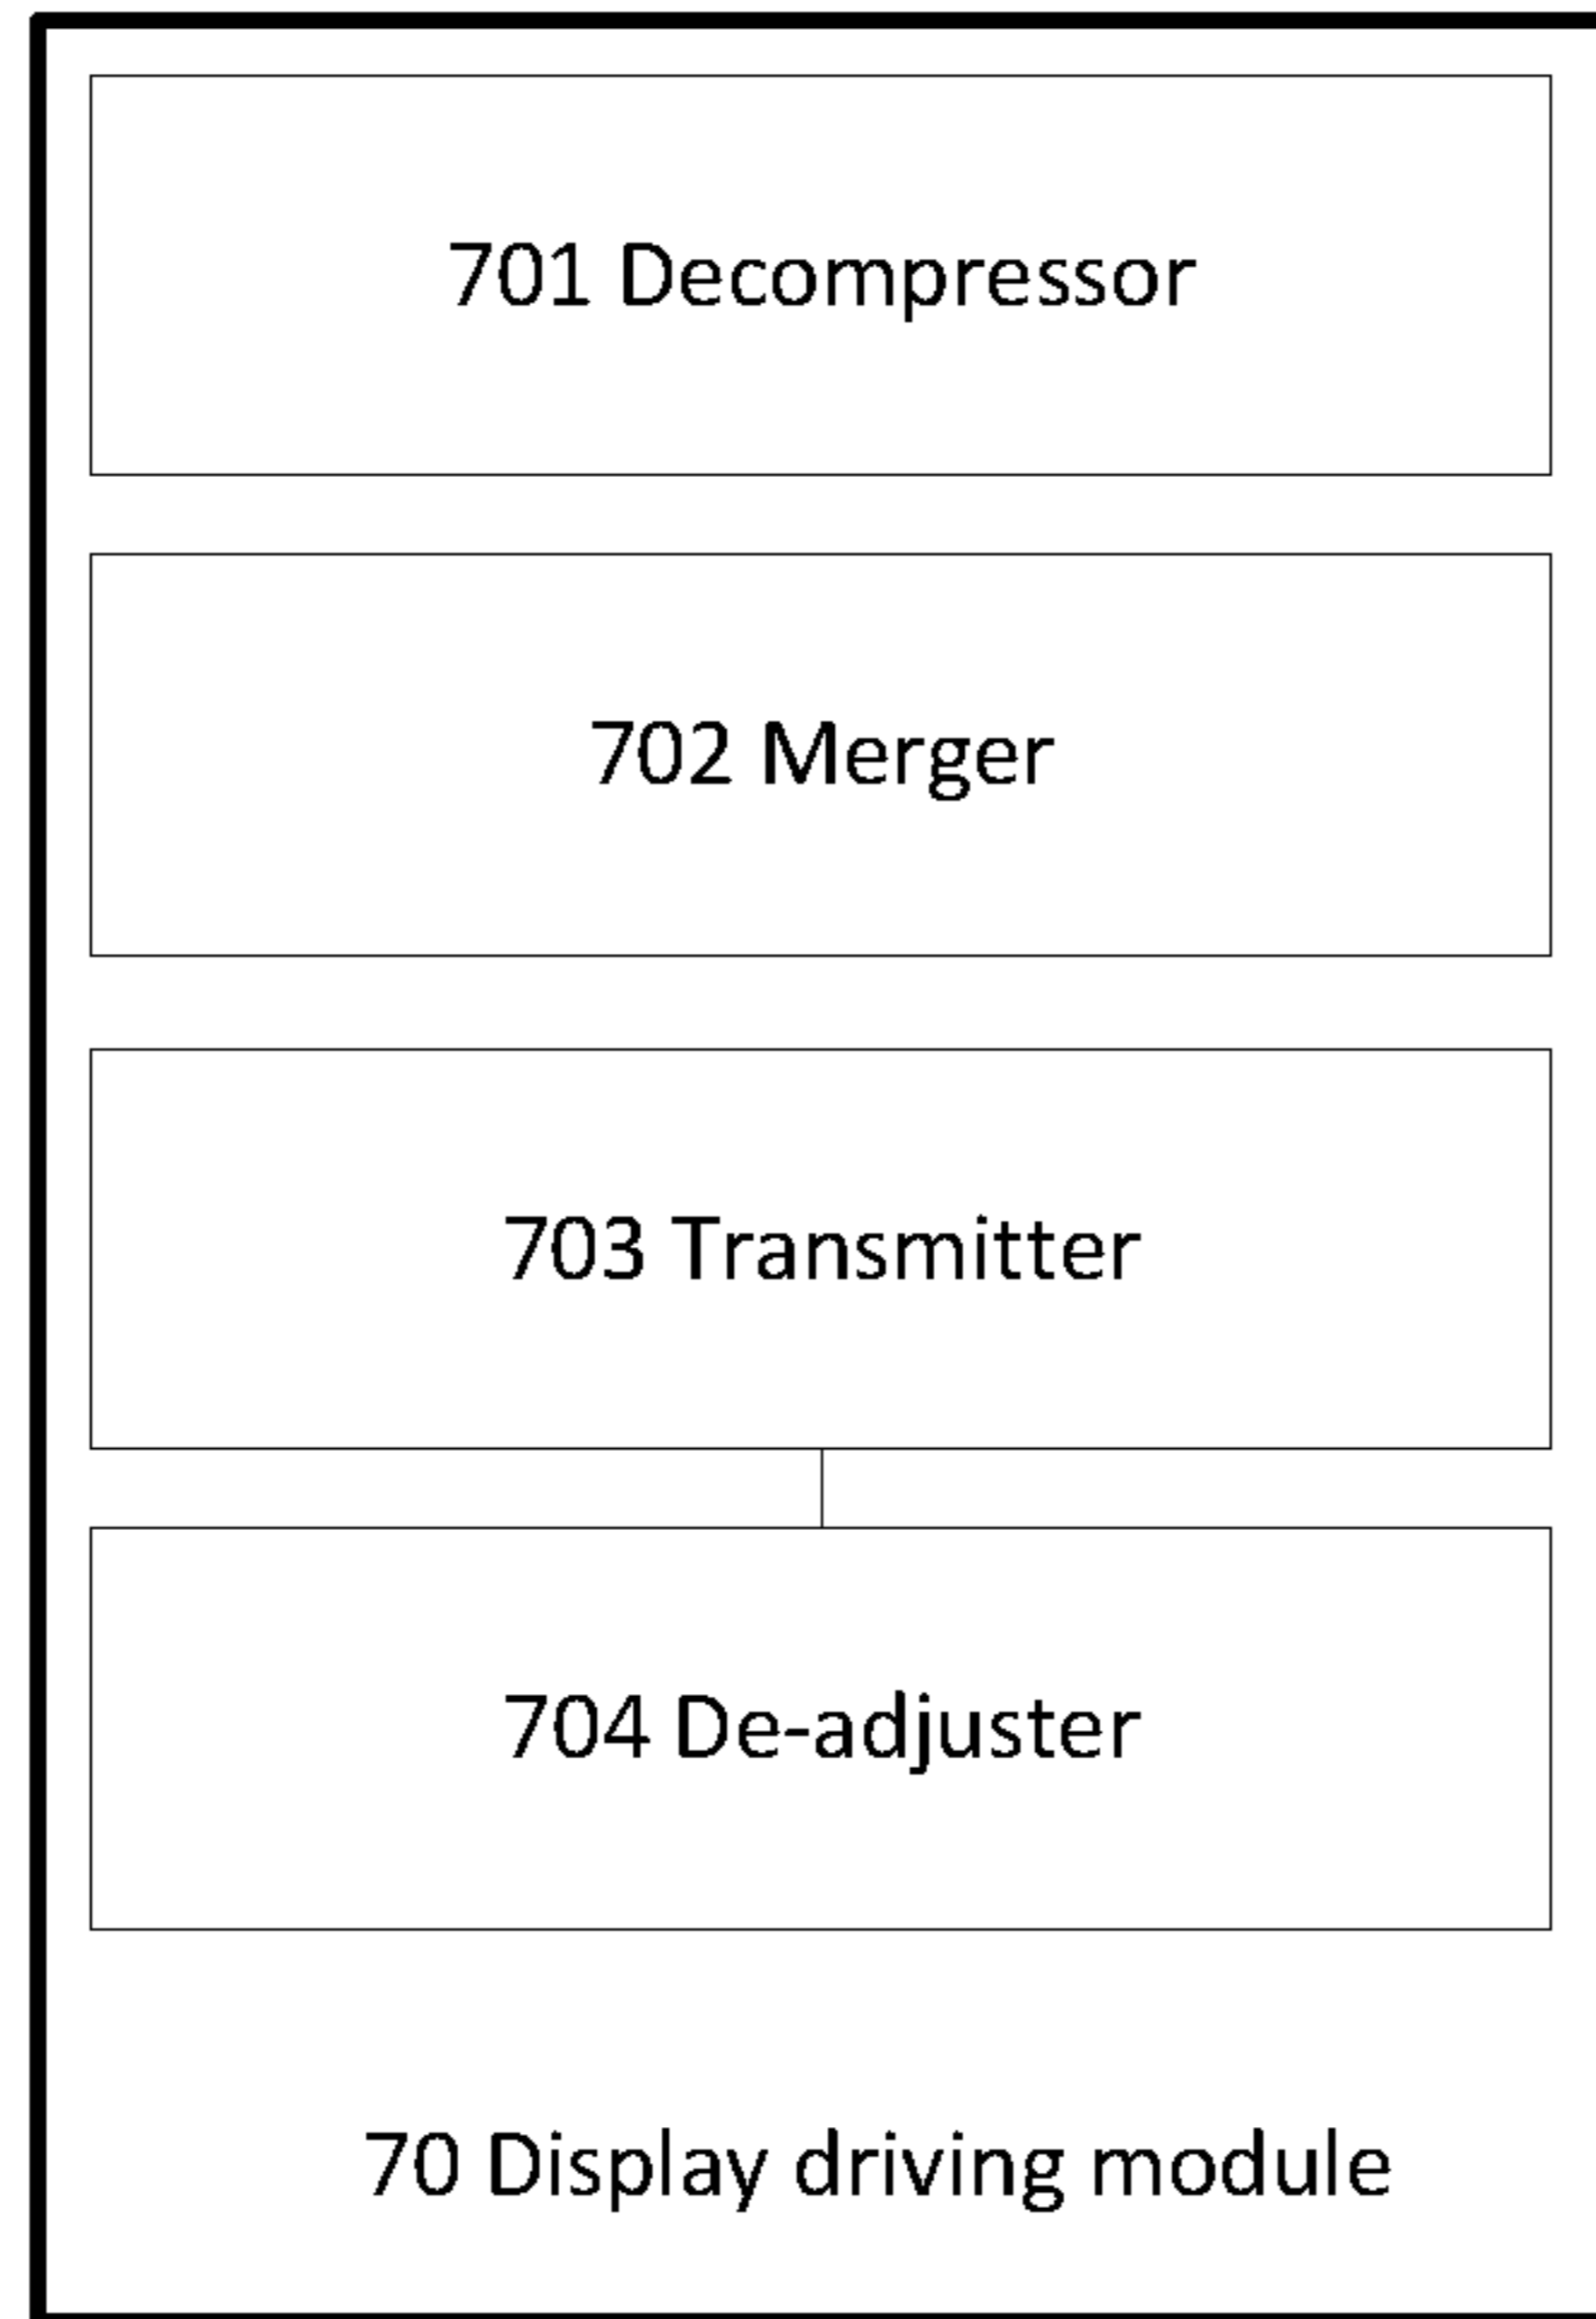 701 Decompressor
702 Merger
703 Transmitter
704 De-adjuster
70 Display driving module